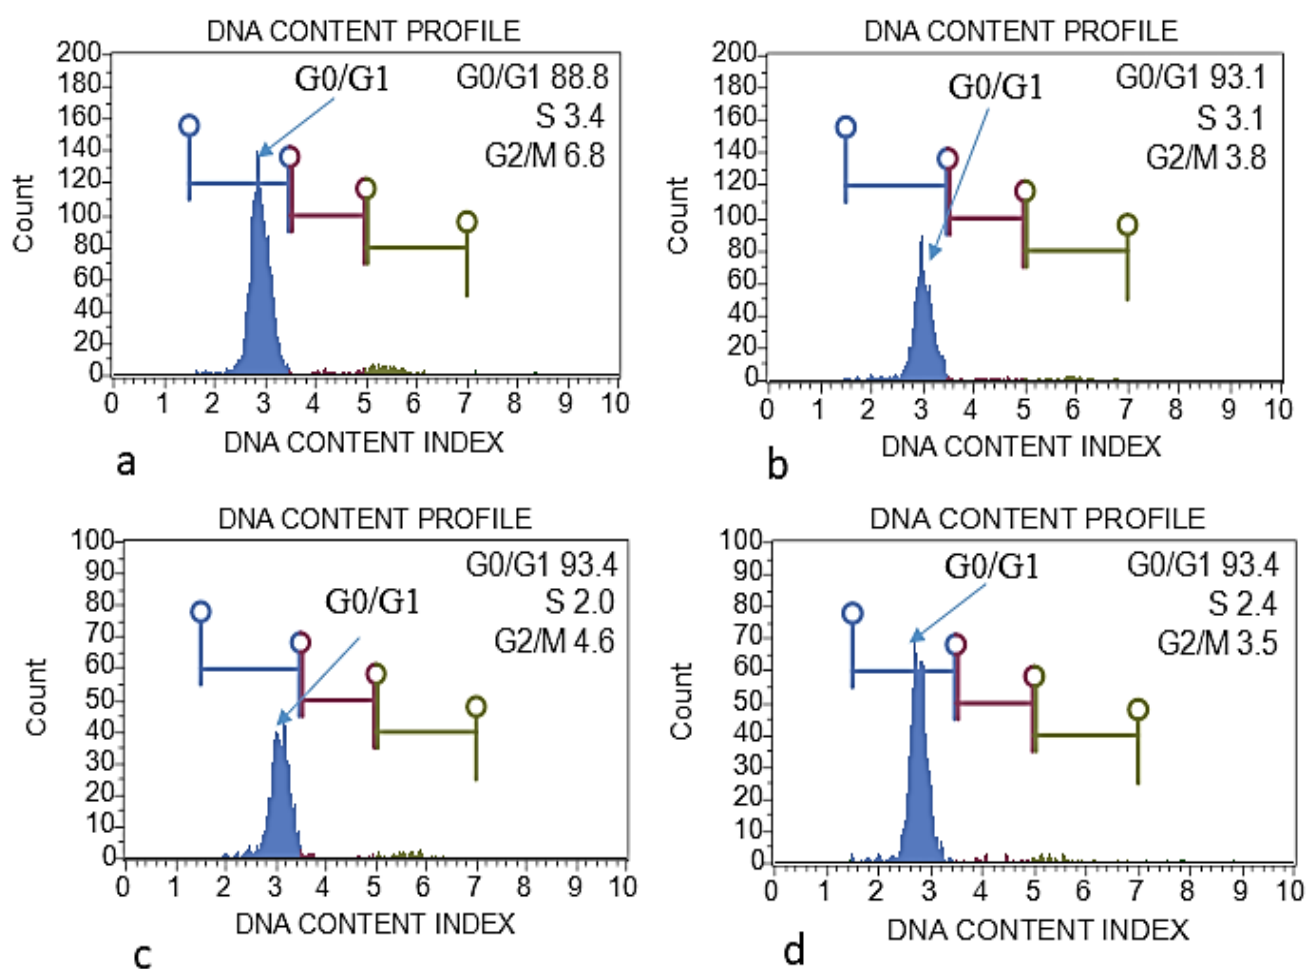 DNA CONTENT PROFILE
200
180
160
140
120
100
80
60
40
20
0
Count
G0/G1
G0/G1 88.8
S 3.4
G2/M 6.8
0 1 2 3 4 5 6 7 8 9 10
DNA CONTENT INDEX
a
DNA CONTENT PROFILE
200
180
160
140
120
100
80
60
40
20
0
Count
G0/G1
G0/G1 93.1
S 3.1
G2/M 3.8
0 1 2 3 4 5 6 7 8 9 10
DNA CONTENT INDEX
b
DNA CONTENT PROFILE
100
90
80
70
60
50
40
30
20
10
0
Count
G0/G1
G0/G1 93.4
S 2.0
G2/M 4.6
0 1 2 3 4 5 6 7 8 9 10
DNA CONTENT INDEX
c
DNA CONTENT PROFILE
100
90
80
70
60
50
40
30
20
10
0
Count
G0/G1
G0/G1 93.4
S 2.4
G2/M 3.5
0 1 2 3 4 5 6 7 8 9 10
DNA CONTENT INDEX
d